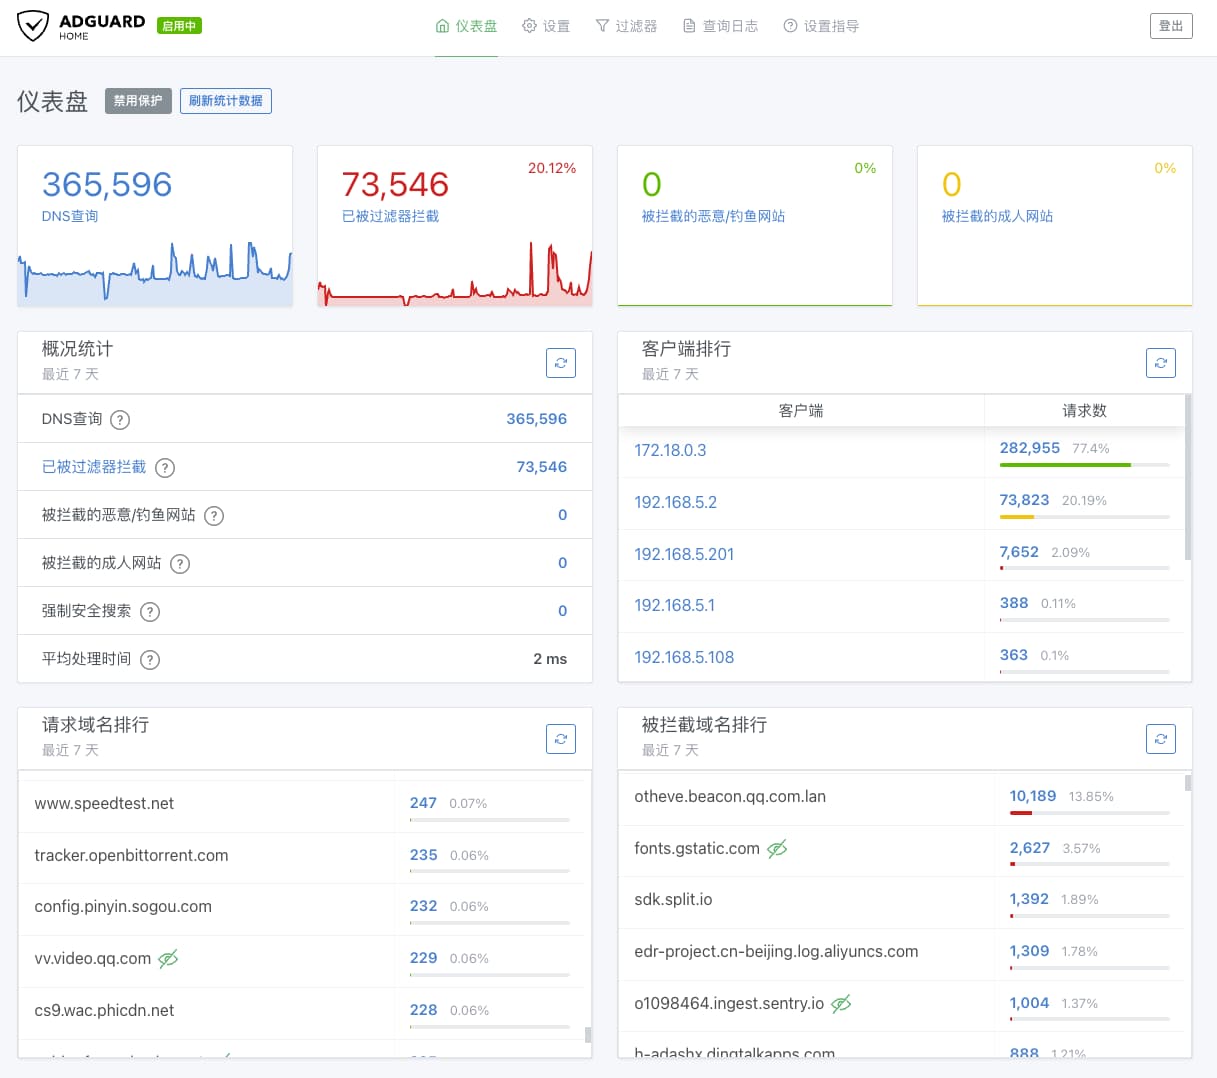 ADGUARD
HOME
启用中
仪表盘
设置
过滤器
查询日志
设置指导
登出
仪表盘
禁用保护
刷新统计数据
365,596
DNS查询
20.12%
73,546
已被过滤器拦截
0%
0
被拦截的恶意/钓鱼网站
0%
0
被拦截的成人网站
概况统计
最近 7 天
DNS查询 ? 365,596
已被过滤器拦截 ? 73,546
被拦截的恶意/钓鱼网站 ? 0
被拦截的成人网站 ? 0
强制安全搜索 ? 0
平均处理时间 ? 2 ms
客户端排行
最近 7 天
客户端 请求数
172.18.0.3 282,955 77.4%
192.168.5.2 73,823 20.19%
192.168.5.201 7,652 2.09%
192.168.5.1 388 0.11%
192.168.5.108 363 0.1%
请求域名排行
最近 7 天
www.speedtest.net 247 0.07%
tracker.openbittorrent.com 235 0.06%
config.pinyin.sogou.com 232 0.06%
vv.video.qq.com 229 0.06%
cs9.wac.phicdn.net 228 0.06%
被拦截域名排行
最近 7 天
otheve.beacon.qq.com.lan 10,189 13.85%
fonts.gstatic.com 2,627 3.57%
sdk.split.io 1,392 1.89%
edr-project.cn-beijing.log.aliyuncs.com 1,309 1.78%
o1098464.ingest.sentry.io 1,004 1.37%
h-adashx.dingtalkapps.com 888 1.21%